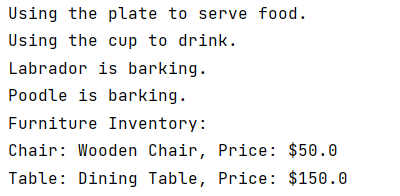 Using the plate to serve food.
Using the cup to drink.
Labrador is barking.
Poodle is barking.
Furniture Inventory:
Chair: Wooden Chair, Price: $50.0
Table: Dining Table, Price: $150.0